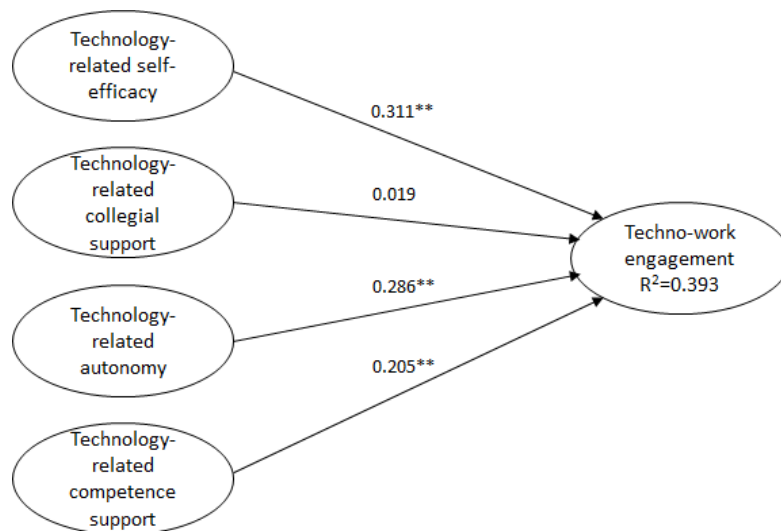 Technology-
related self-
efficacy
0.311**
Technology-
related
collegial
support
0.019
Techno-work
engagement
R²=0.393
Technology-
related
autonomy
0.286**
0.205**
Technology-
related
competence
support